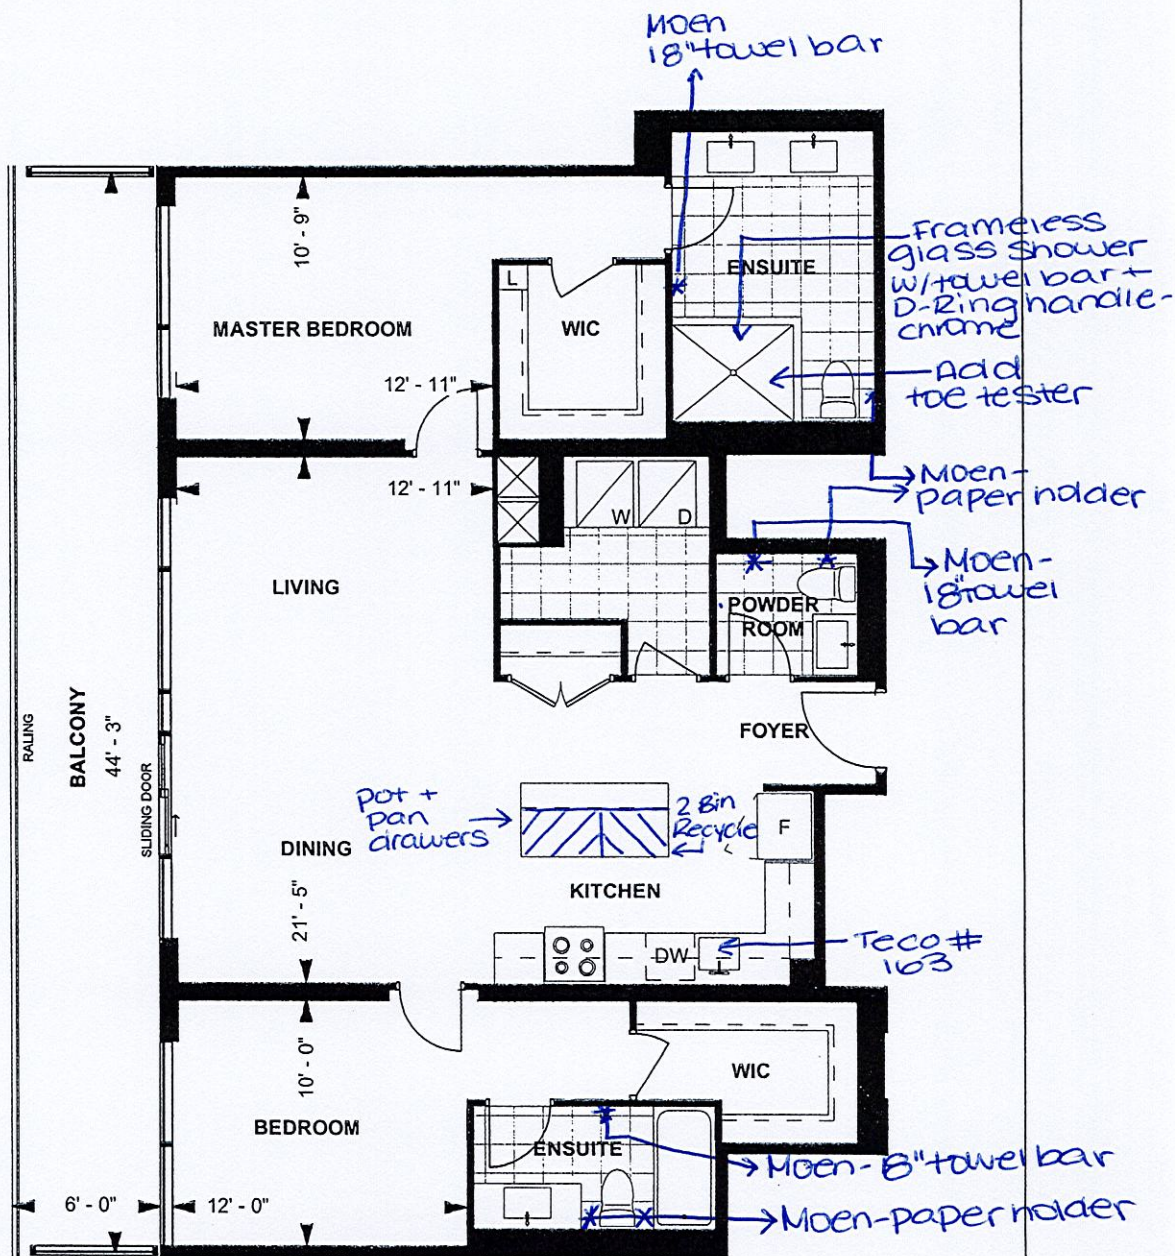 Moen
18" towel bar
10' - 9"
ENSUITE
Frameless
glass shower
w/towel bar +
D-Ring handle-
chrome
L
WIC
MASTER BEDROOM
12' - 11"
Add
toe tester
12' - 11"
Moen-
paper holder
W
D
LIVING
Moen-
18" towel
bar
POWDER
ROOM
RALING
BALCONY
44' - 3"
SLIDING DOOR
FOYER
pot +
pan
drawers
2 Bin
Recycle
F
DINING
21' - 5"
KITCHEN
DW
Teco #
163
10' - 0"
WIC
BEDROOM
ENSUITE
Moen-18" towel bar
6' - 0"
12' - 0"
Moen-paper holder